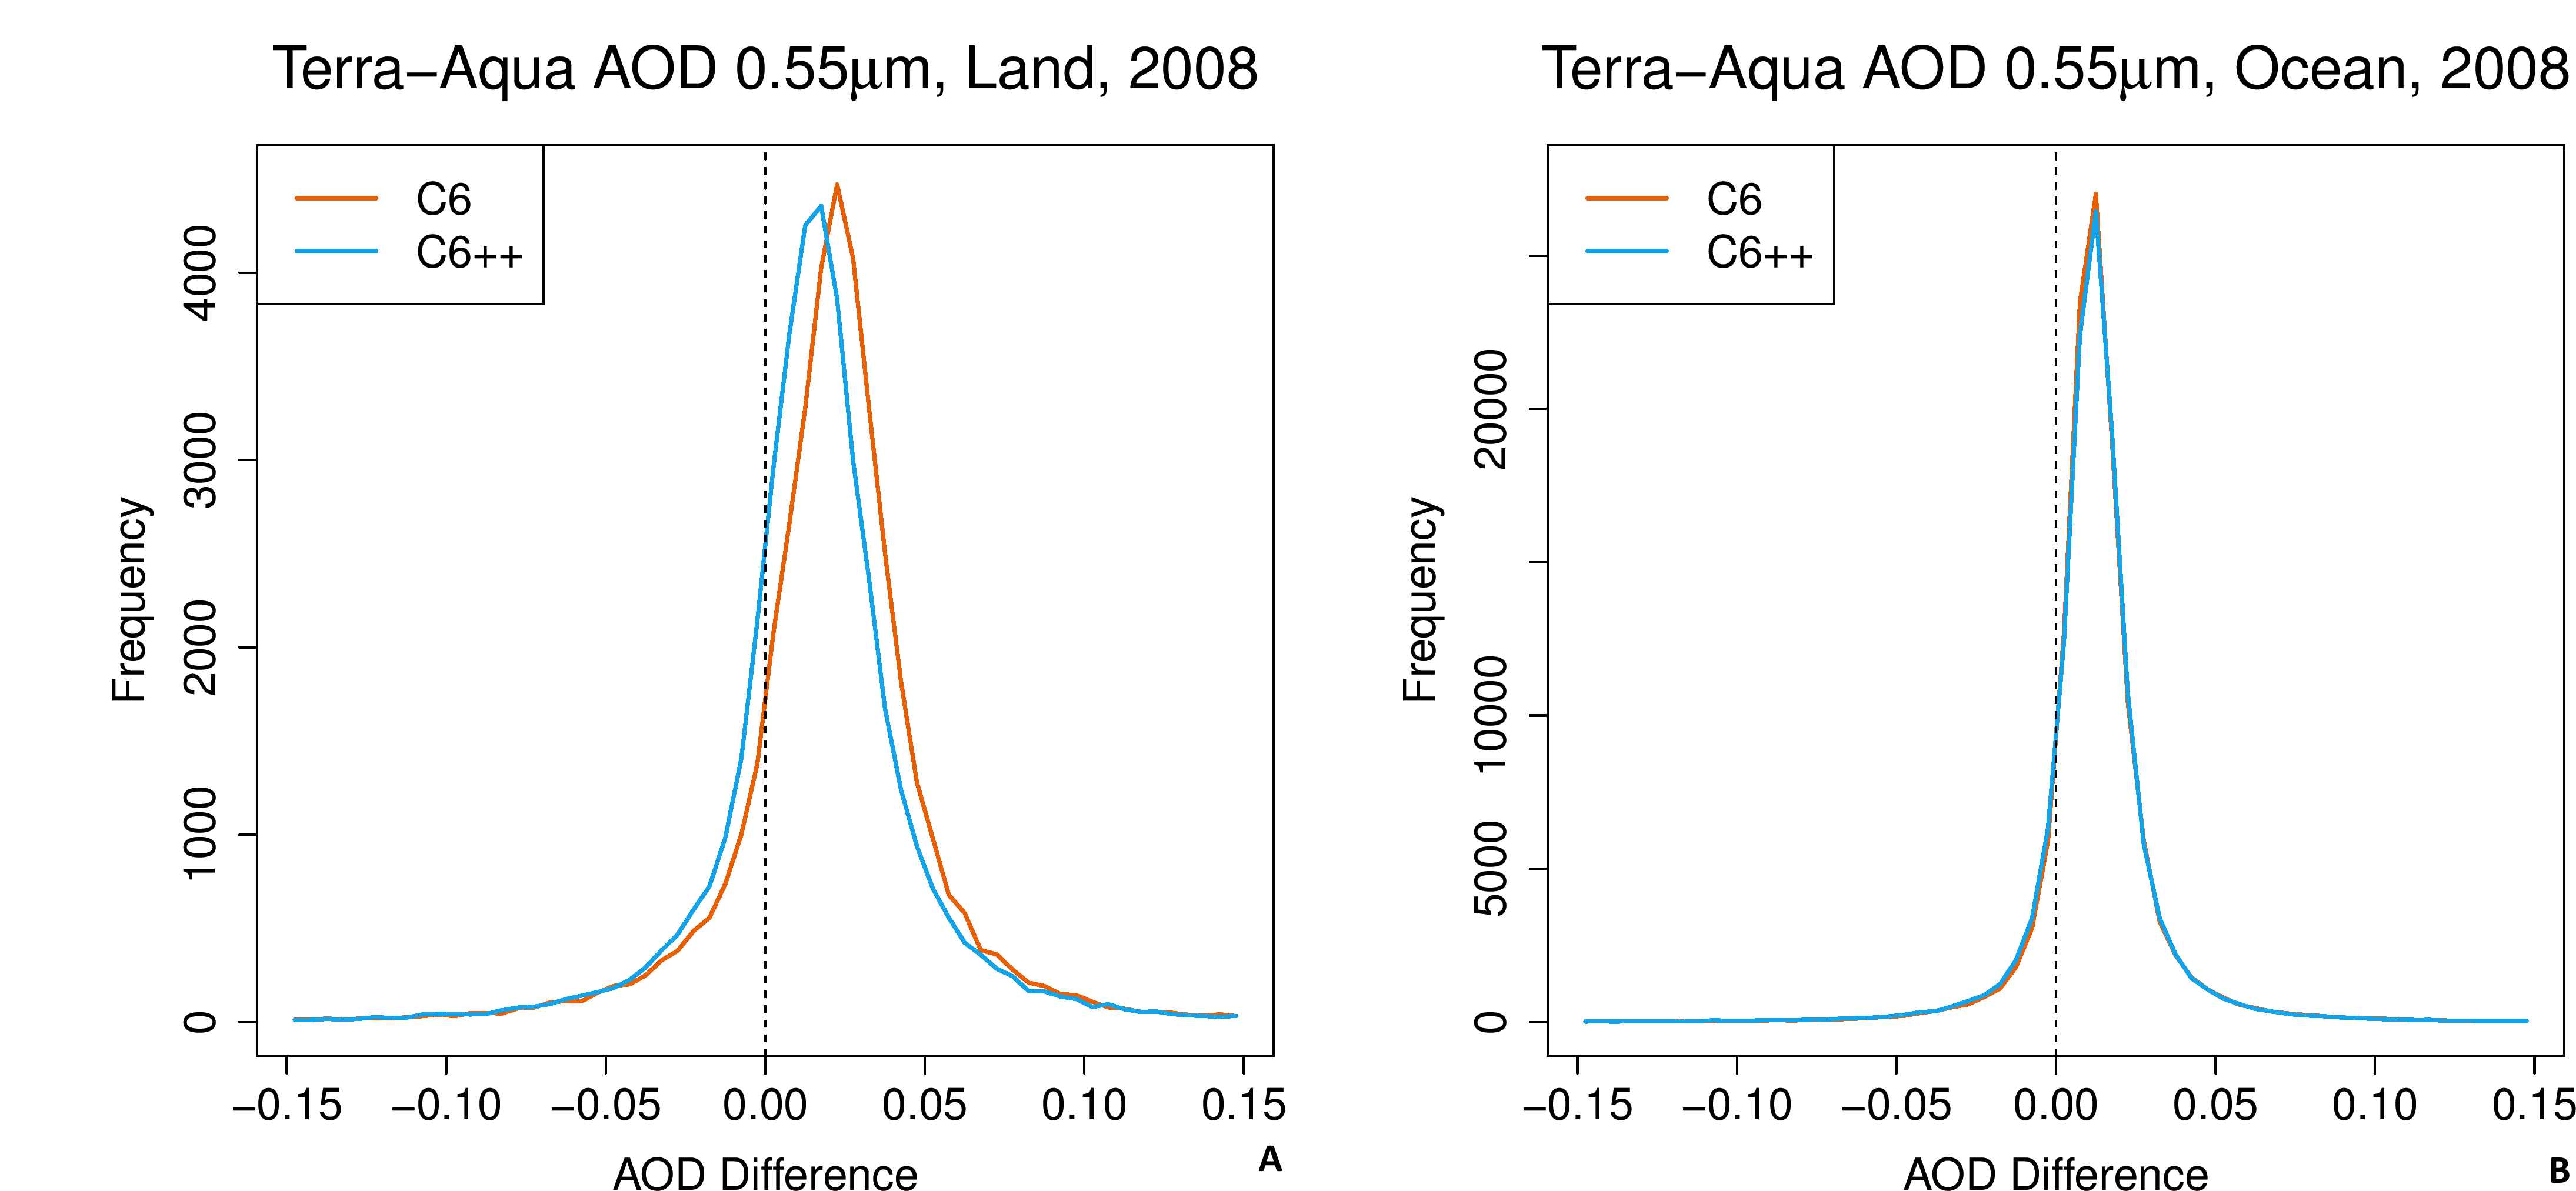 Terra−Aqua AOD 0.55μm, Land, 2008
C6
C6++
Frequency
4000
3000
2000
1000
0
−0.15 −0.10 −0.05 0.00 0.05 0.10 0.15
AOD Difference
A
Terra−Aqua AOD 0.55μm, Ocean, 2008
C6
C6++
Frequency
20000
10000
5000
0
−0.15 −0.10 −0.05 0.00 0.05 0.10 0.15
AOD Difference
B